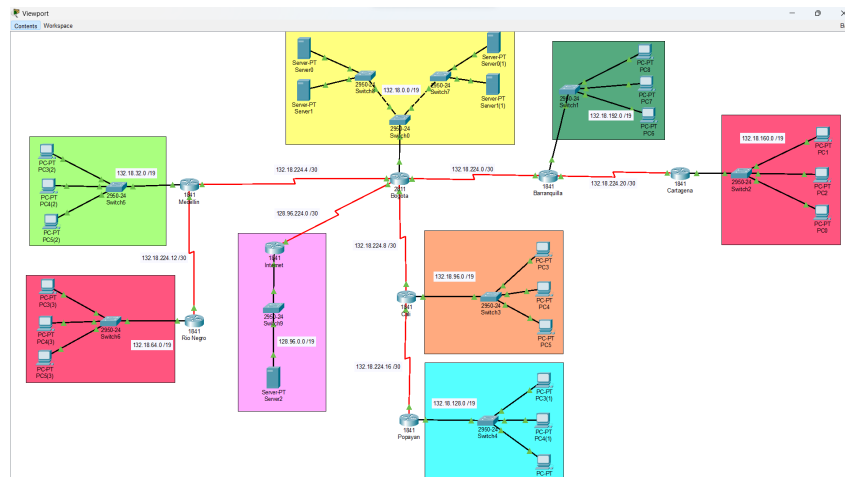 Viewport
Contents Workspace
Server-PT
Server0
Server-PT
Server1
2950-24
Switch8
132.18.0.0 /19
2950-24
Switch7
Server-PT
Server0(1)
Server-PT
Server1(1)
2950-24
Switch0
PC-PT
PC8
PC-PT
PC7
PC-PT
PC6
2950-24
Switch1
132.18.192.0 /19
132.18.160.0 /19
PC-PT
PC1
PC-PT
PC2
PC-PT
PC0
2950-24
Switch2
PC-PT
PC3(2)
PC-PT
PC4(2)
PC-PT
PC5(2)
132.18.32.0 /19
2950-24
Switch5
1841
Medellin
132.18.224.4 /30
2811
Bogota
132.18.224.0 /30
1841
Barranquilla
132.18.224.20 /30
1841
Cartagena
128.96.224.0 /30
132.18.224.12 /30
132.18.224.8 /30
1841
Internet
2950-24
Switch9
128.96.0.0 /19
Server-PT
Server2
PC-PT
PC3(3)
PC-PT
PC4(3)
PC-PT
PC5(3)
2950-24
Switch6
132.18.64.0 /19
1841
Rio Negro
132.18.96.0 /19
1841
Cali
2950-24
Switch3
PC-PT
PC3
PC-PT
PC4
PC-PT
PC5
132.18.224.16 /30
132.18.128.0 /19
1841
Popayan
2950-24
Switch4
PC-PT
PC3(1)
PC-PT
PC4(1)
PC-PT